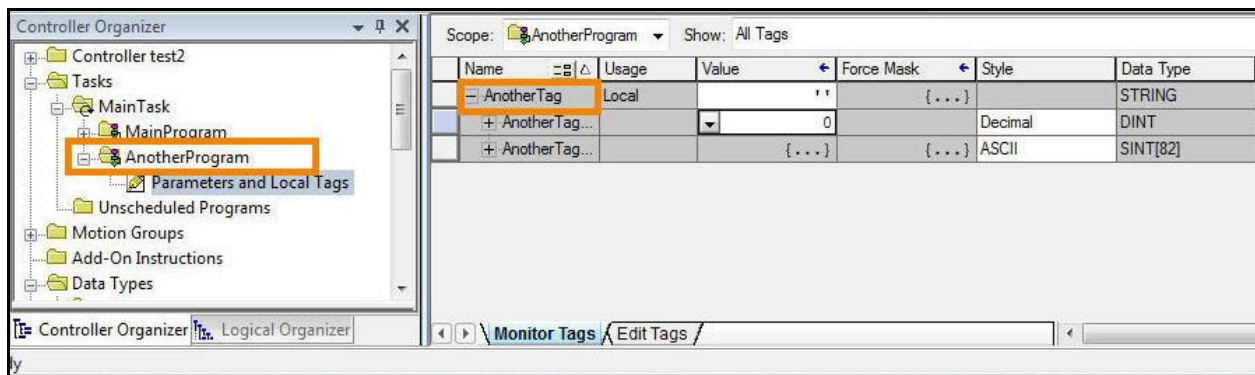 Controller Organizer
Controller test2
Tasks
MainTask
MainProgram
AnotherProgram
Parameters and Local Tags
Unscheduled Programs
Motion Groups
Add-On Instructions
Data Types
Controller Organizer Logical Organizer
Scope: AnotherProgram Show: All Tags
Name Usage Value Force Mask Style Data Type
AnotherTag Local '' {...} STRING
AnotherTag... 0 Decimal DINT
AnotherTag... {...} {...} ASCII SINT[82]
Monitor Tags Edit Tags
ly